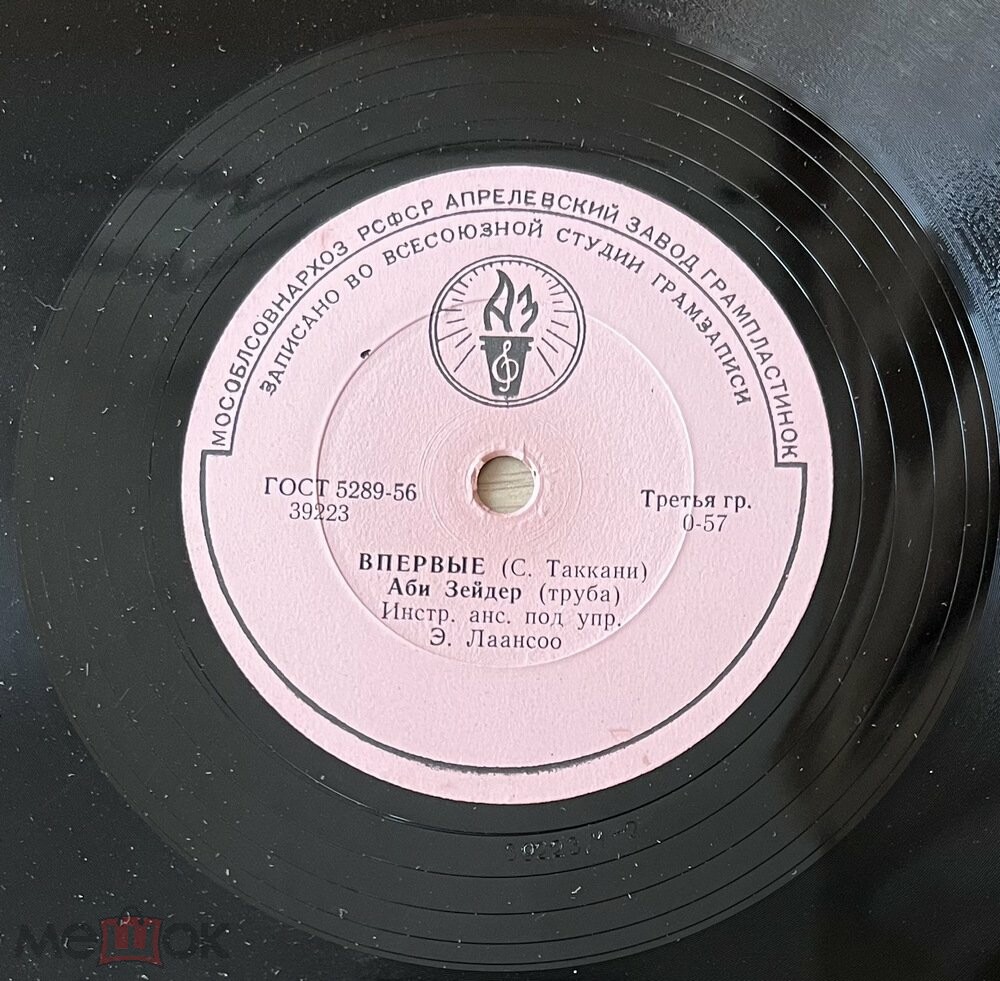 МОСОБЛСОВНАРХОЗ РСФСР АПРЕЛЕВСКИЙ ЗАВОД ГРАМПЛАСТИНОК
ЗАПИСАНО ВО ВСЕСОЮЗНОЙ СТУДИИ ГРАМЗАПИСИ
АЗ
ГОСТ 5289-56
39223
Третья гр.
0-57
ВПЕРВЫЕ (С. Таккани)
Аби Зейдер (труба)
Инстр. анс. под упр.
Э. Лаансоо
мешок